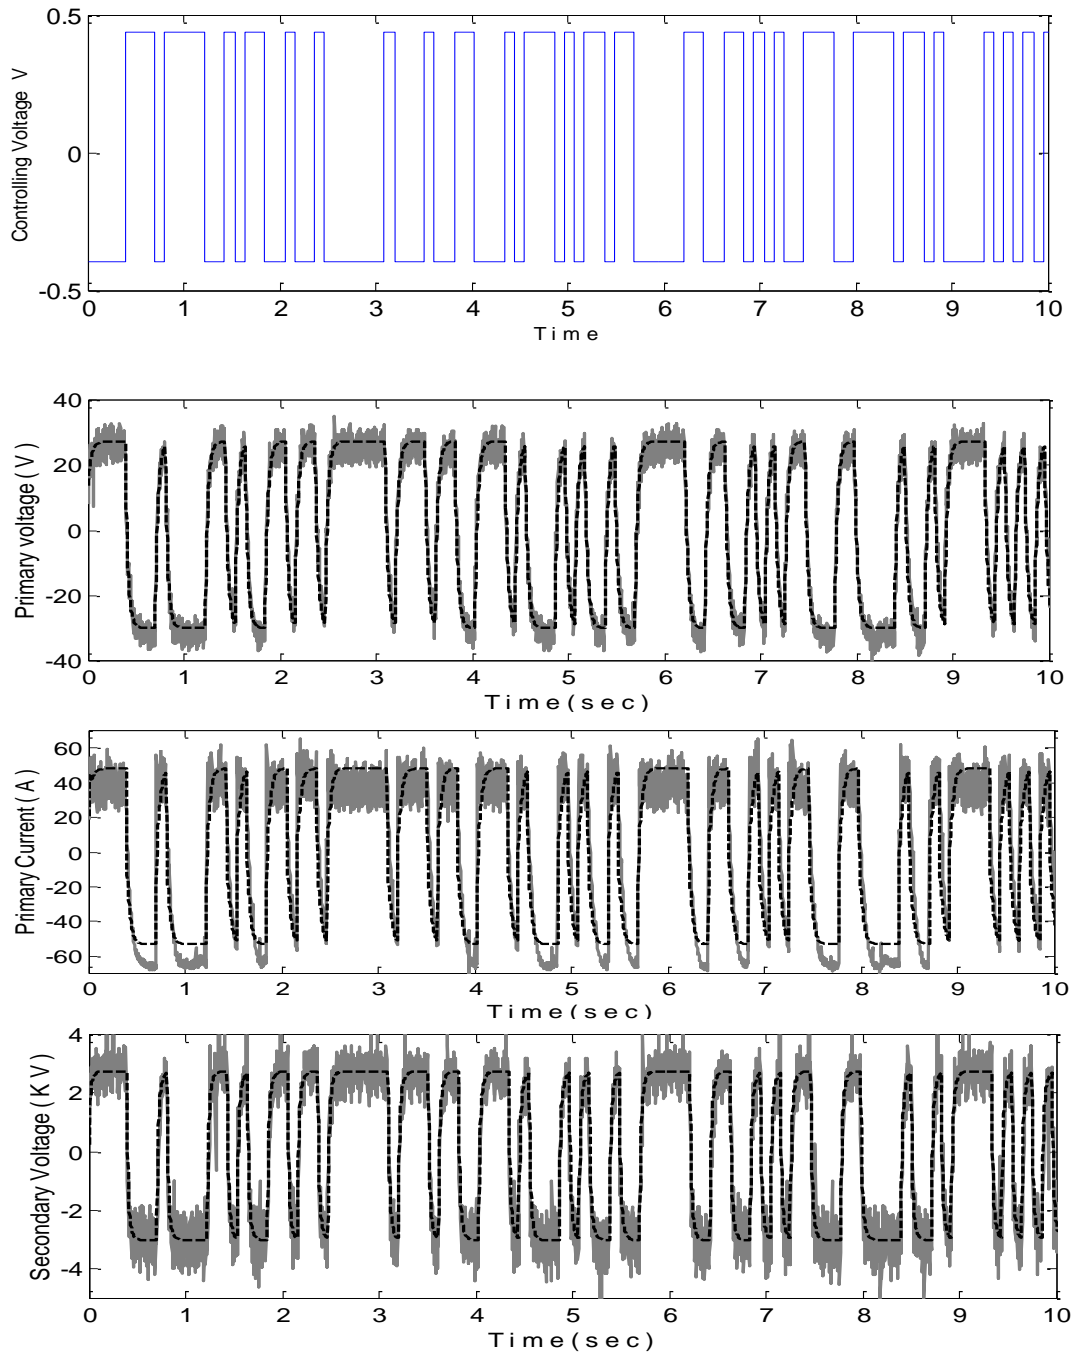 0.5
0
-0.5
Controlling Voltage V
0 1 2 3 4 5 6 7 8 9 10
Time
40
20
0
-20
-40
Primary voltage ( V )
0 1 2 3 4 5 6 7 8 9 10
Time(sec)
60
40
20
0
-20
-40
-60
Primary Current ( A )
0 1 2 3 4 5 6 7 8 9 10
Time(sec)
4
2
0
-2
-4
Secondary Voltage ( K V )
0 1 2 3 4 5 6 7 8 9 10
Time(sec)